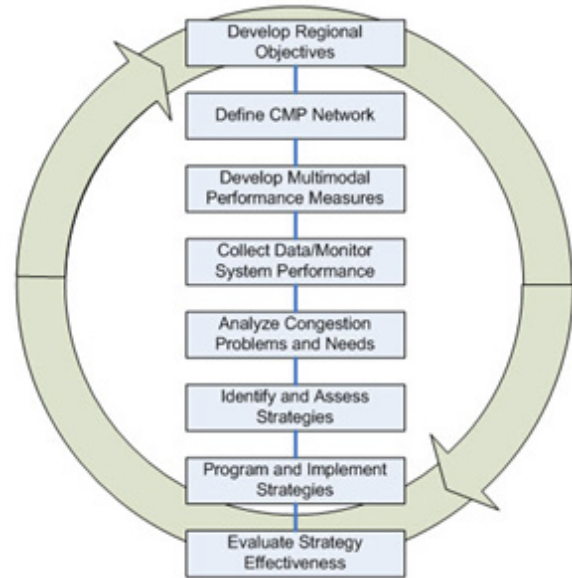 Develop Regional
Objectives
Define CMP Network
Develop Multimodal
Performance Measures
Collect Data/Monitor
System Performance
Analyze Congestion
Problems and Needs
Identify and Assess
Strategies
Program and Implement
Strategies
Evaluate Strategy
Effectiveness